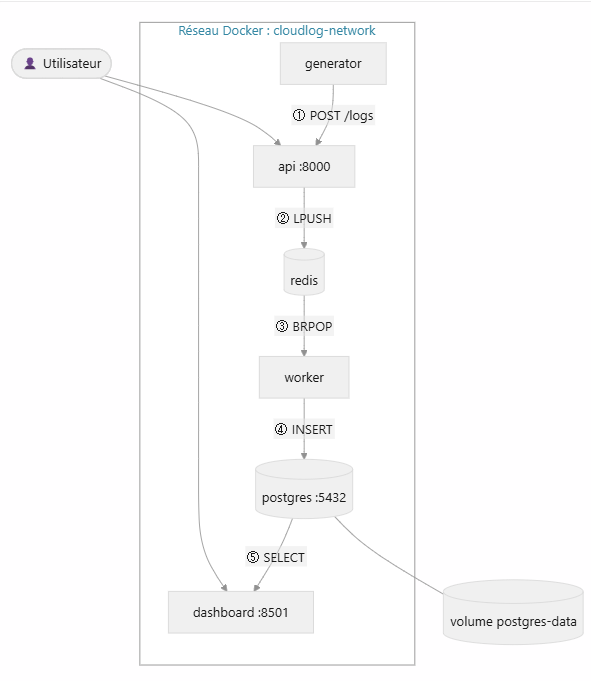 Réseau Docker : cloudlog-network
Utilisateur
generator
① POST /logs
api :8000
② LPUSH
redis
③ BRPOP
worker
④ INSERT
postgres :5432
⑤ SELECT
dashboard :8501
volume postgres-data